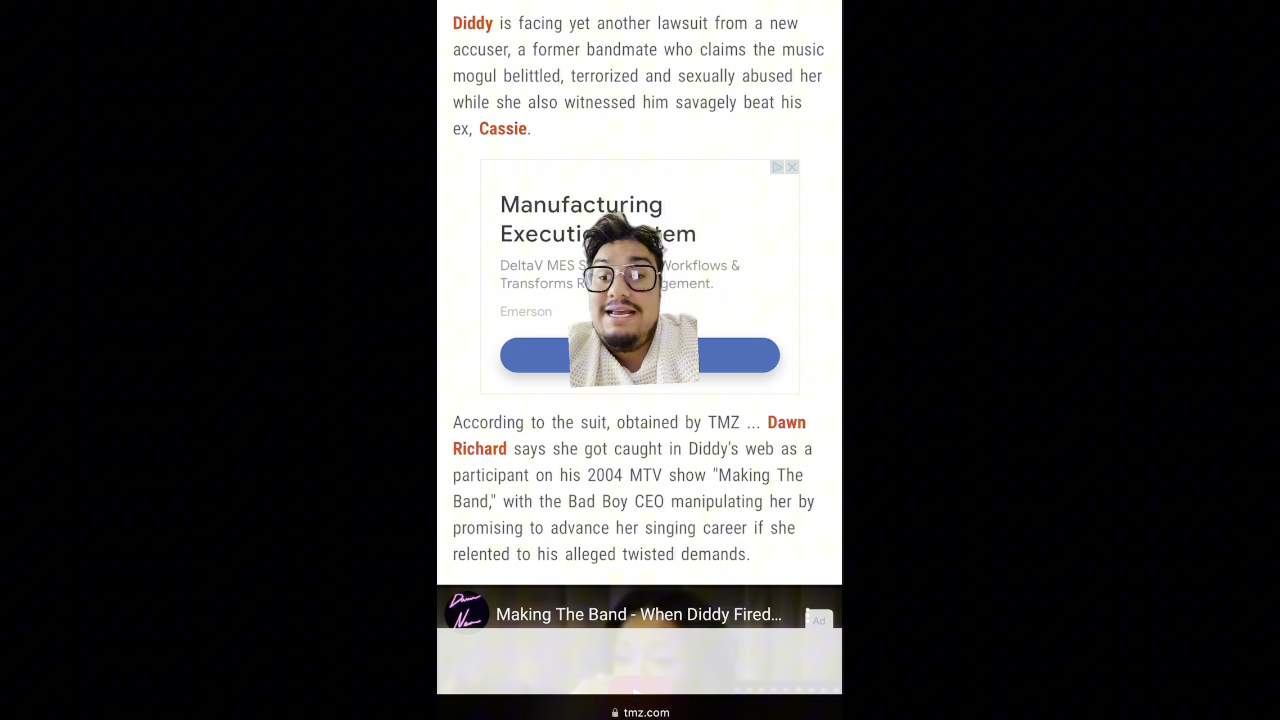 Diddy is facing yet another lawsuit from a new
accuser, a former bandmate who claims the music
mogul belittled, terrorized and sexually abused her
while she also witnessed him savagely beat his
ex, Cassie.
Manufacturing
Execution System
DeltaV MES S Workflows &
Transforms R gement.
Emerson
According to the suit, obtained by TMZ ... Dawn
Richard says she got caught in Diddy's web as a
participant on his 2004 MTV show "Making The
Band," with the Bad Boy CEO manipulating her by
promising to advance her singing career if she
relented to his alleged twisted demands.
Making The Band - When Diddy Fired...
Ad
tmz.com